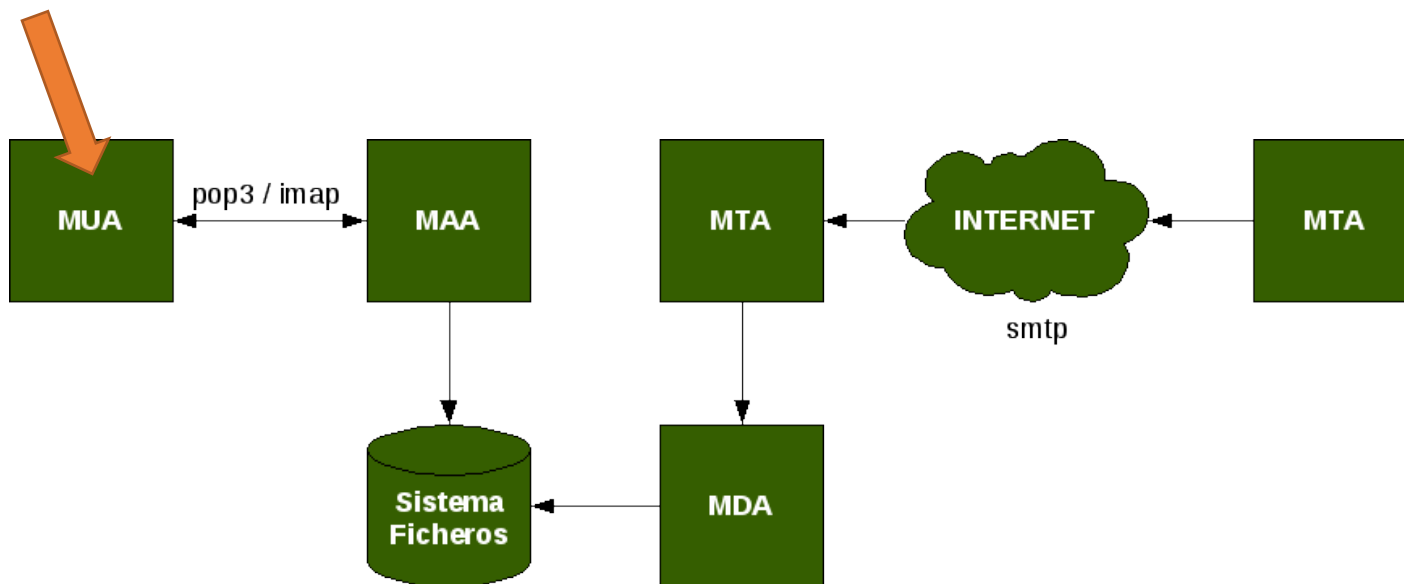 MUA
pop3 / imap
MAA
MTA
INTERNET
MTA
smtp
Sistema
Ficheros
MDA